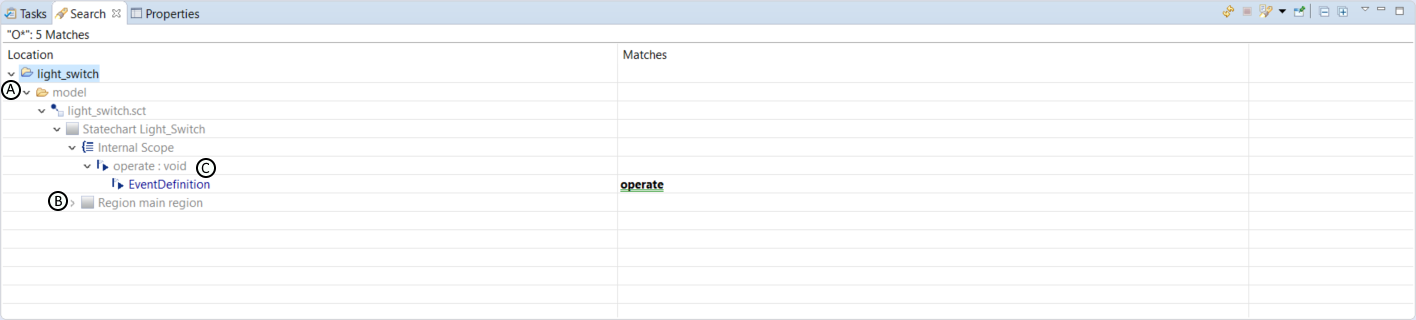 Tasks Search Properties
"O*": 5 Matches
Location Matches
light_switch
A model
light_switch.sct
Statechart Light_Switch
Internal Scope
operate : void C
EventDefinition operate
B Region main region